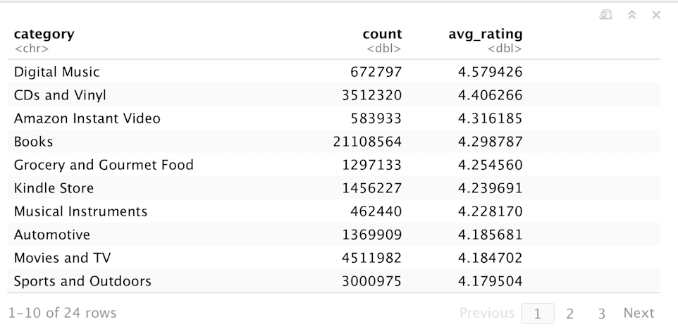 category count avg_rating
<chr> <dbl> <dbl>
Digital Music 672797 4.579426
CDs and Vinyl 3512320 4.406266
Amazon Instant Video 583933 4.316185
Books 21108564 4.298787
Grocery and Gourmet Food 1297133 4.254560
Kindle Store 1456227 4.239691
Musical Instruments 462440 4.228170
Automotive 1369909 4.185681
Movies and TV 4511982 4.184702
Sports and Outdoors 3000975 4.179504
1-10 of 24 rows Previous 1 2 3 Next